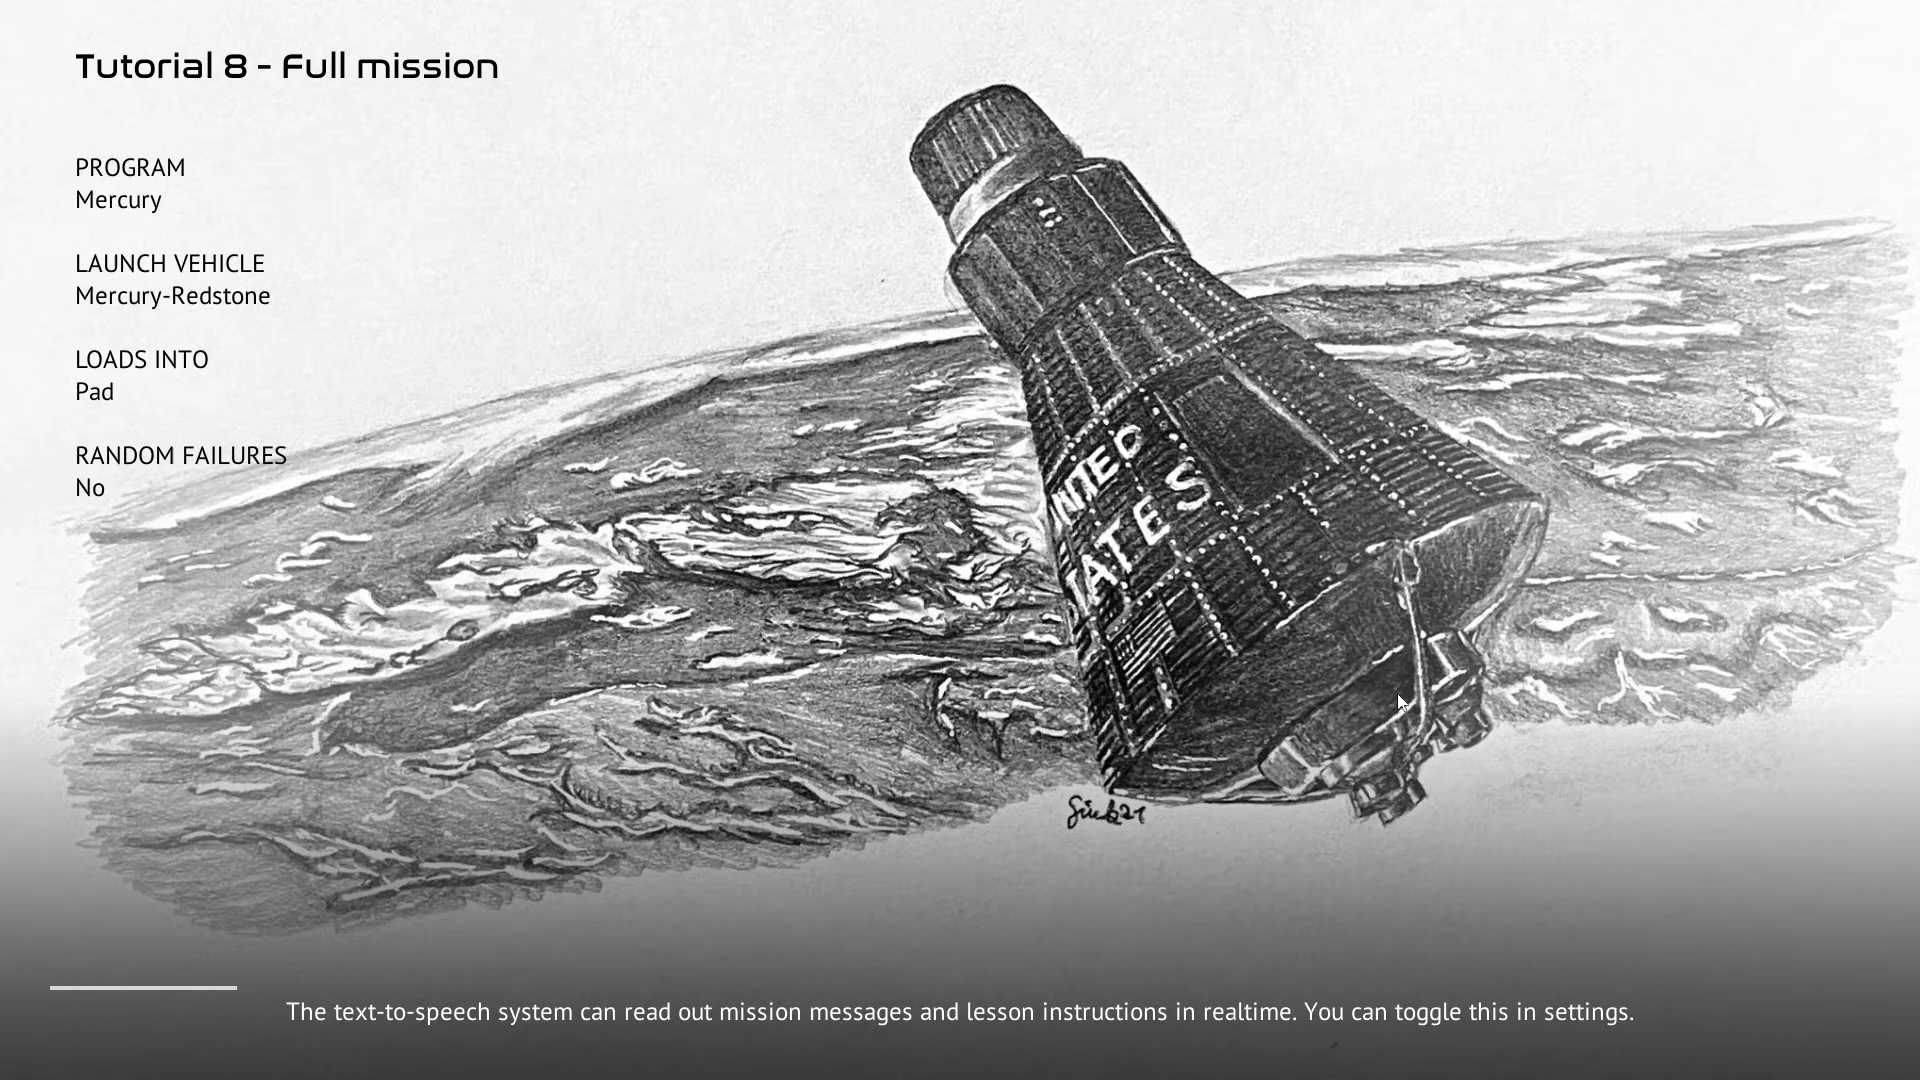 Tutorial 8 - Full mission
PROGRAM
Mercury
LAUNCH VEHICLE
Mercury-Redstone
LOADS INTO
Pad
RANDOM FAILURES
No
NITED
TATES
The text-to-speech system can read out mission messages and lesson instructions in realtime. You can toggle this in settings.